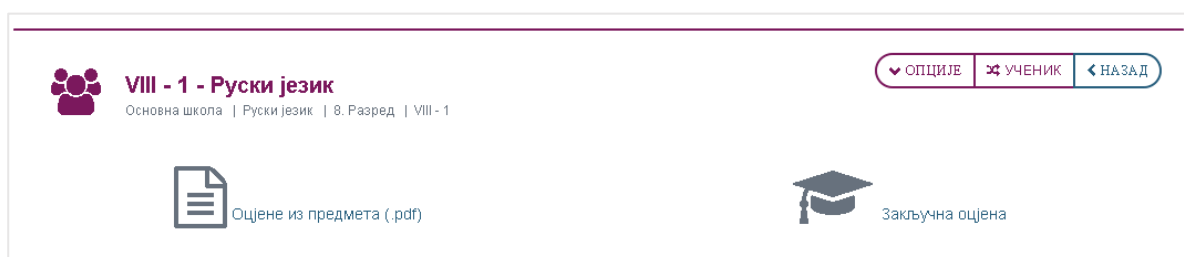 VIII - 1 - Руски језик
Основна школа | Руски језик | 8. Разред | VIII - 1
ОПЦИЈЕ
УЧЕНИК
НАЗАД
Оцјене из предмета (.pdf)
Закључна оцјена